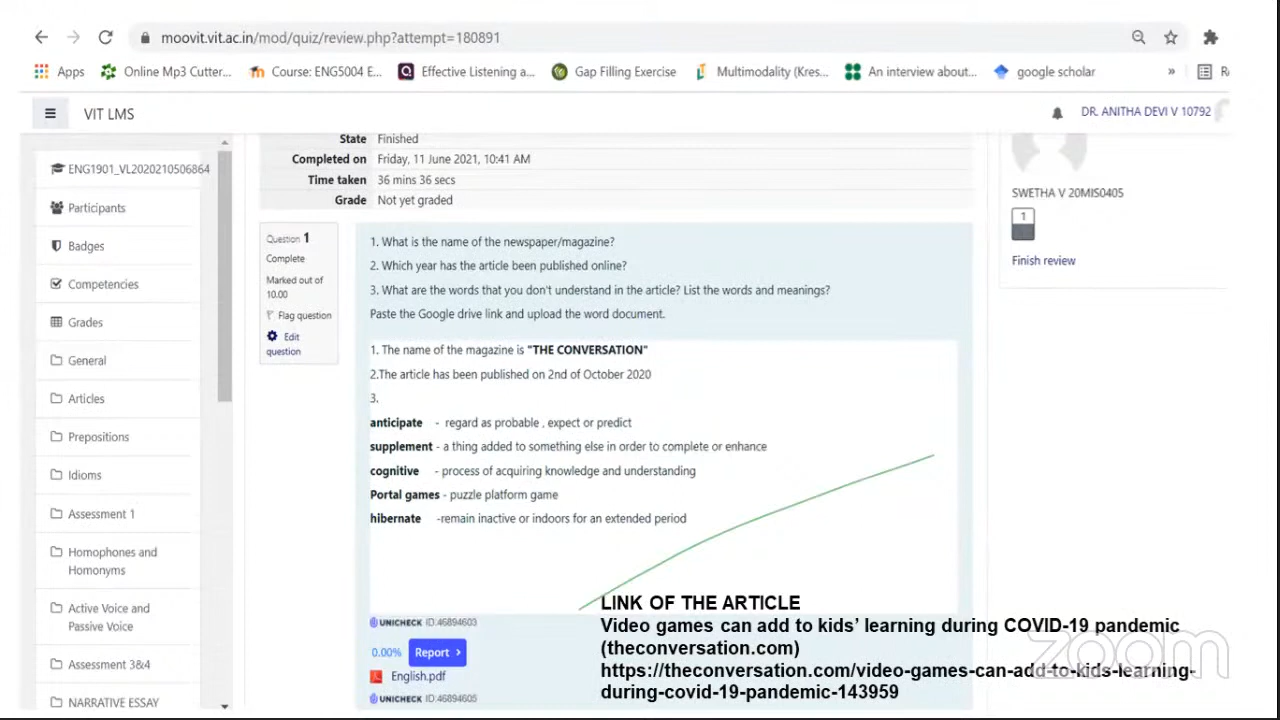 moovit.vit.ac.in/mod/quiz/review.php?attempt=180891
Apps Online Mp3 Cutter... Course: ENG5004 E... Effective Listening a... Gap Filling Exercise Multimodality (Kres... An interview about... google scholar »
VIT LMS DR. ANITHA DEVI V 10792
State Finished
Completed on Friday, 11 June 2021, 10:41 AM
Time taken 36 mins 36 secs
Grade Not yet graded
ENG1901_VL2020210506864
Participants
Badges
Competencies
Grades
General
Articles
Prepositions
Idioms
Assessment 1
Homophones and
Homonyms
Active Voice and
Passive Voice
Assessment 3&4
NARRATIVE ESSAY
Question 1
Complete
Marked out of
10.00
Flag question
Edit
question
1. What is the name of the newspaper/magazine?
2. Which year has the article been published online?
3. What are the words that you don't understand in the article? List the words and meanings?
Paste the Google drive link and upload the word document.
1. The name of the magazine is "THE CONVERSATION"
2.The article has been published on 2nd of October 2020
3.
anticipate - regard as probable , expect or predict
supplement - a thing added to something else in order to complete or enhance
cognitive - process of acquiring knowledge and understanding
Portal games - puzzle platform game
hibernate -remain inactive or indoors for an extended period
UNICHECK ID:46894603
0.00% Report >
English.pdf
UNICHECK ID:46894605
SWETHA V 20MIS0405
1
Finish review
LINK OF THE ARTICLE
Video games can add to kids’ learning during COVID-19 pandemic
(theconversation.com)
https://theconversation.com/video-games-can-add-to-kids-learning-
during-covid-19-pandemic-143959
zoom